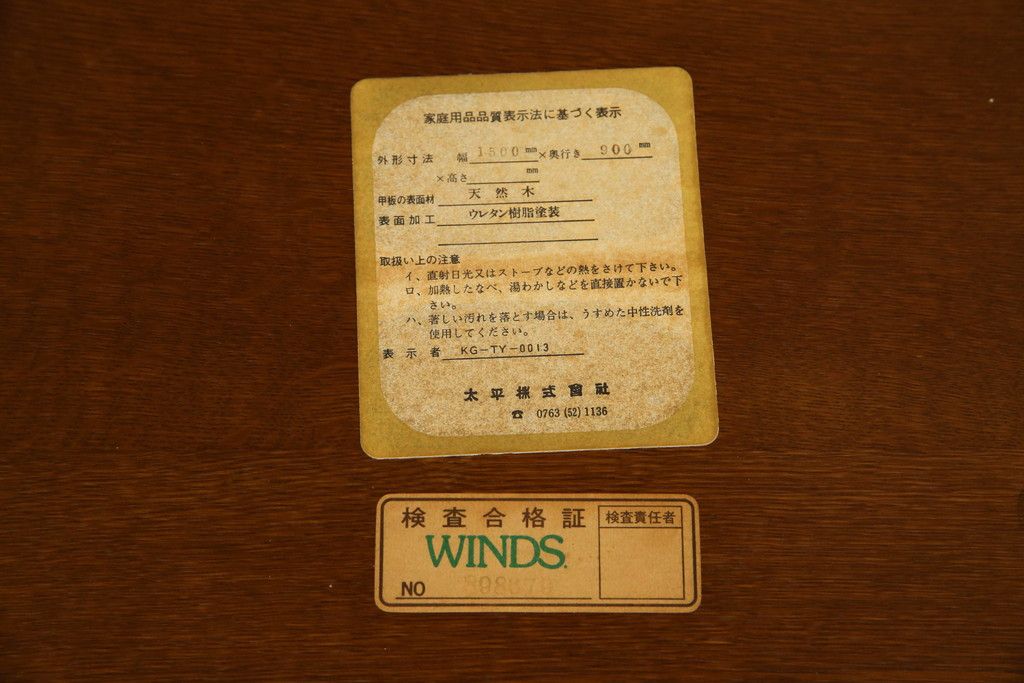 家庭用品品質表示法に基づく表示
外形寸法 幅 1500 mm ×奥行き 900 mm
×高さ mm
甲板の表面材 天然木
表面加工 ウレタン樹脂塗装
取扱い上の注意
イ、直射日光又はストーブなどの熱をさけて下さい。
ロ、加熱したなべ、湯わかしなどを直接置かないで下
さい。
ハ、著しい汚れを落とす場合は、うすめた中性洗剤を
使用してください。
表示者 KG-TY-0013
太平株式會社
☎ 0763 (52) 1136
検査合格証 検査責任者
WINDS.
NO